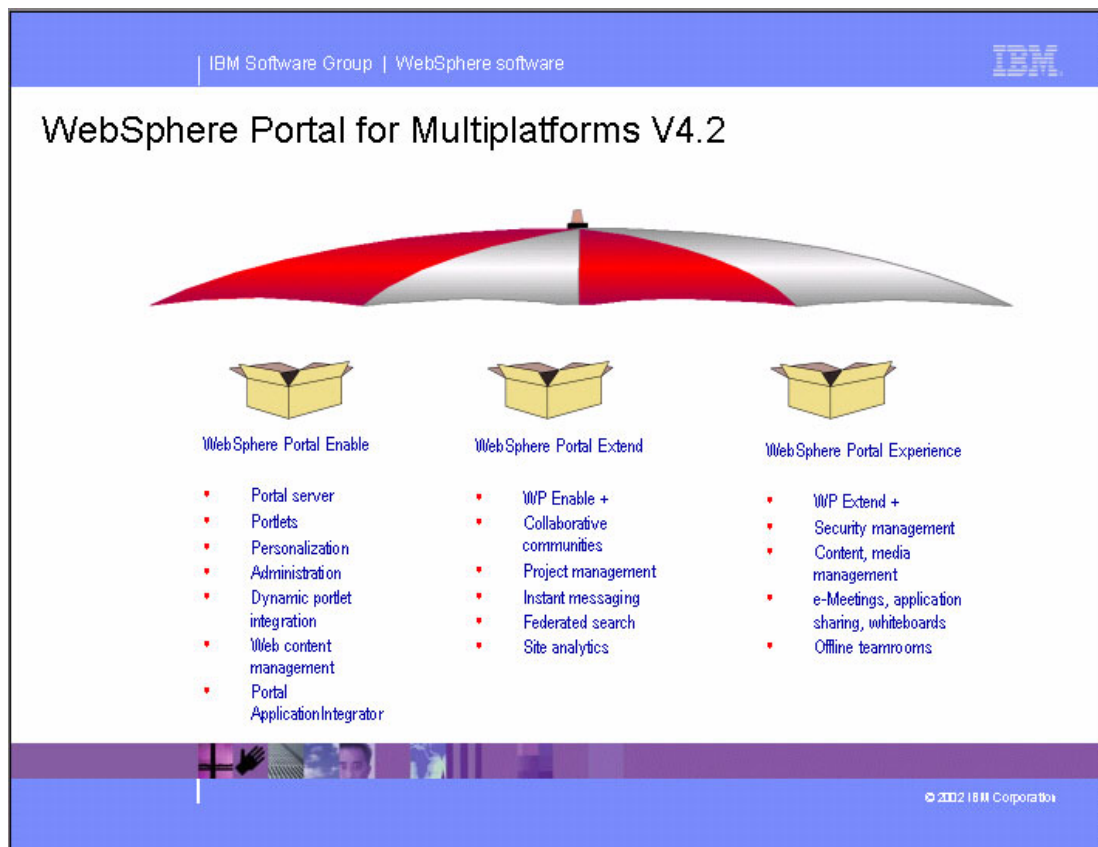 IBM Software Group | WebSphere software
IBM
WebSphere Portal for Multiplatforms V4.2
WebSphere Portal Enable
• Portal server
• Portlets
• Personalization
• Administration
• Dynamic portlet
integration
• Web content
management
• Portal
ApplicationIntegrator
WebSphere Portal Extend
• WP Enable +
• Collaborative
communities
• Project management
• Instant messaging
• Federated search
• Site analytics
WebSphere Portal Experience
• WP Extend +
• Security management
• Content, media
management
• e-Meetings, application
sharing, whiteboards
• Offline teamrooms
© 2002 IBM Corporation